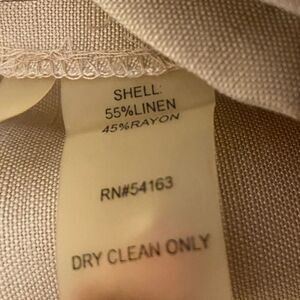 SHELL:
55%LINEN
45%RAYON
RN#54163
DRY CLEAN ONLY